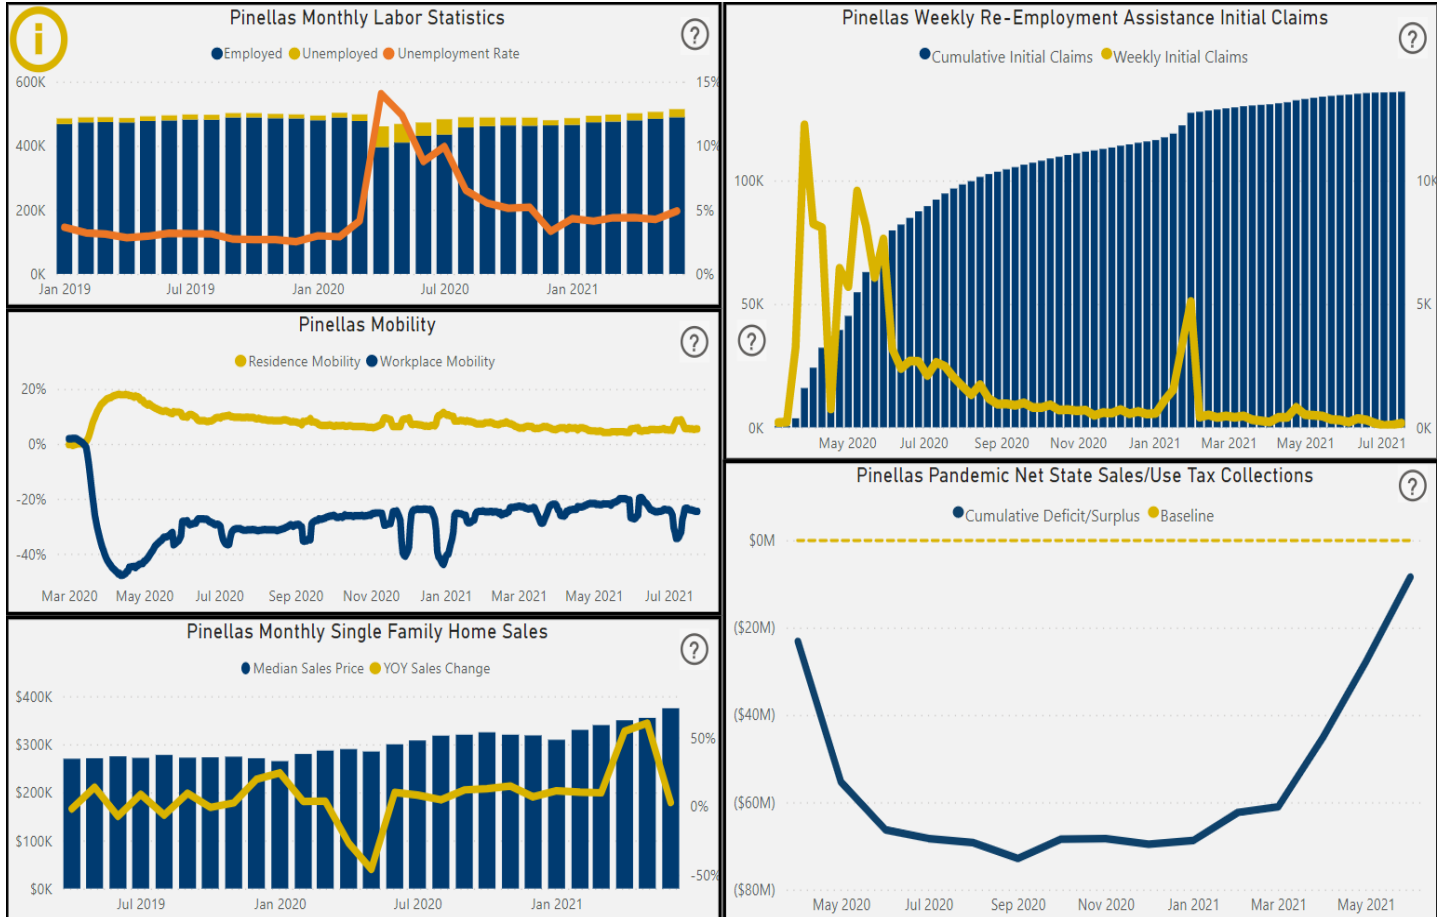 i
Pinellas Monthly Labor Statistics
?
Employed Unemployed Unemployment Rate
600K 15%
400K 10%
200K 5%
0K 0%
Jan 2019 Jul 2019 Jan 2020 Jul 2020 Jan 2021
Pinellas Mobility
?
Residence Mobility Workplace Mobility
20%
0%
-20%
-40%
Mar 2020 May 2020 Jul 2020 Sep 2020 Nov 2020 Jan 2021 Mar 2021 May 2021 Jul 2021
Pinellas Monthly Single Family Home Sales
?
Median Sales Price YOY Sales Change
$400K
$300K 50%
$200K 0%
$100K
$0K -50%
Jul 2019 Jan 2020 Jul 2020 Jan 2021
Pinellas Weekly Re-Employment Assistance Initial Claims
?
Cumulative Initial Claims Weekly Initial Claims
100K 10K
50K 5K
?
0K 0K
May 2020 Jul 2020 Sep 2020 Nov 2020 Jan 2021 Mar 2021 May 2021 Jul 2021
Pinellas Pandemic Net State Sales/Use Tax Collections
?
Cumulative Deficit/Surplus Baseline
$0M
($20M)
($40M)
($60M)
($80M)
May 2020 Jul 2020 Sep 2020 Nov 2020 Jan 2021 Mar 2021 May 2021